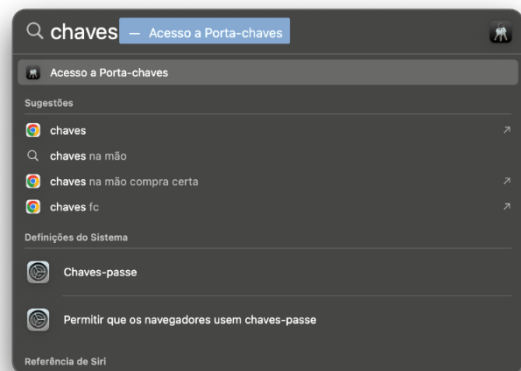 chaves — Acesso a Porta-chaves
Acesso a Porta-chaves
Sugestões
chaves
chaves na mão
chaves na mão compra certa
chaves fc
Definições do Sistema
Chaves-passe
Permitir que os navegadores usem chaves-passe
Referência de Siri